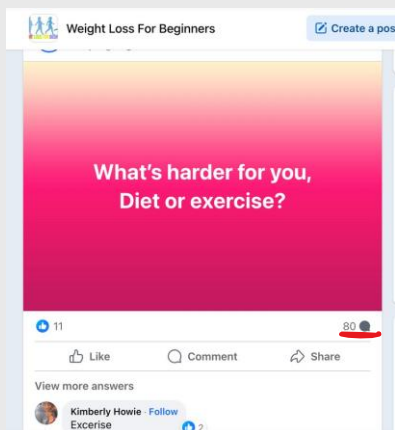 Weight Loss For Beginners
Create a pos
What's harder for you,
Diet or exercise?
11
80
Like
Comment
Share
View more answers
Kimberly Howie · Follow
Excerise
2